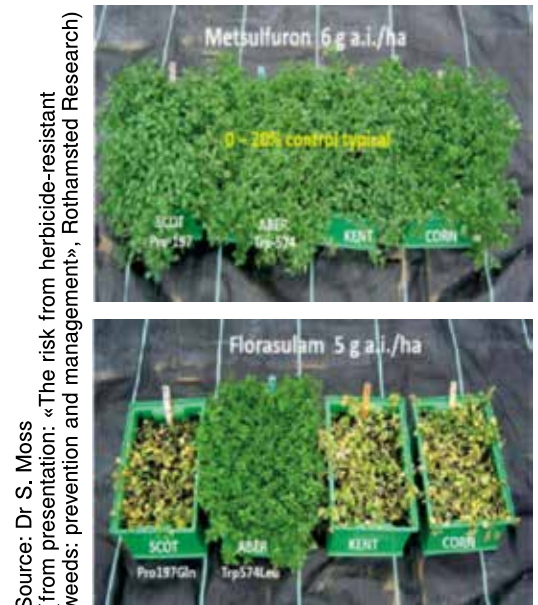 Source: Dr S. Moss
(from presentation: «The risk from herbicide-resistant
weeds: prevention and management», Rothamsted Research)
Metsulfuron 6 g a.i./ha
0 – 20% control typical
SCOT
Pro-197
ABER
Trp-574
KENT
CORN
Florasulam 5 g a.i./ha
SCOT
Pro197Gln
ABER
Trp574Leu
KENT
CORN